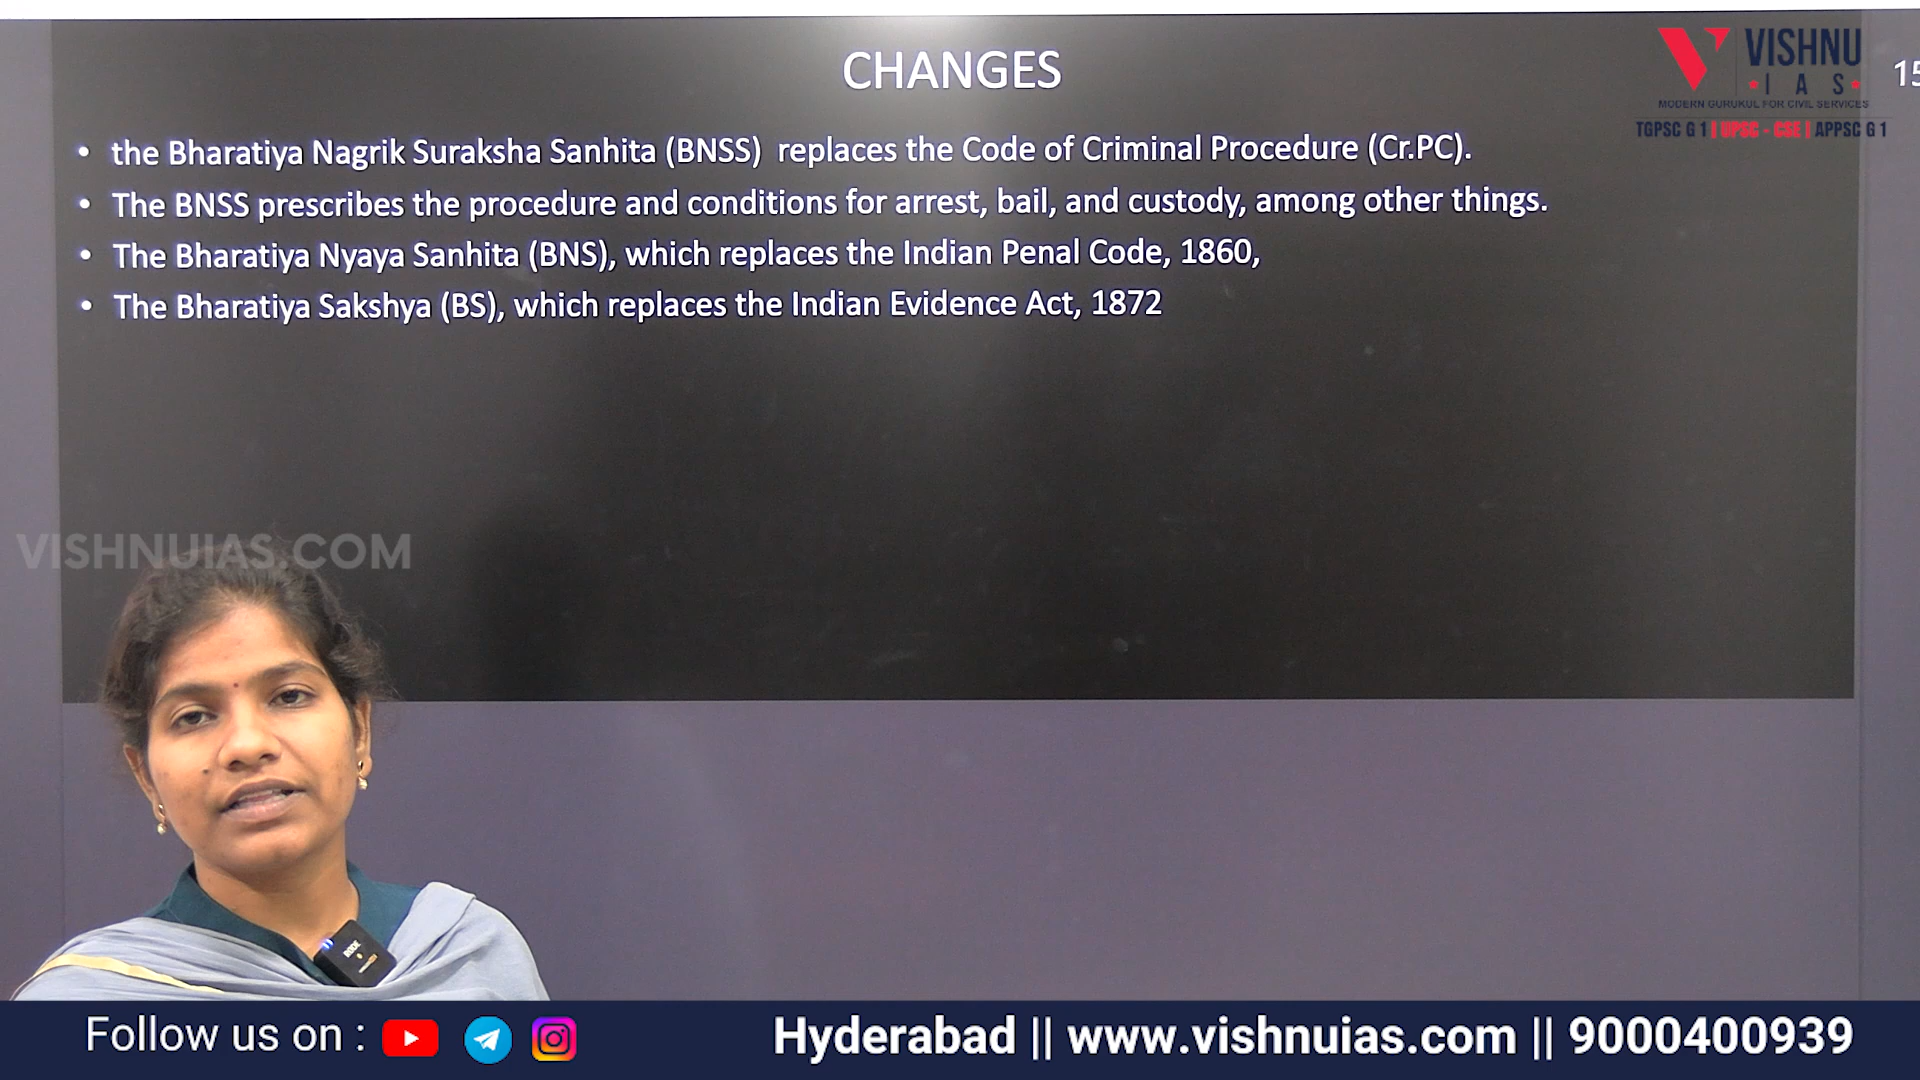 CHANGES
VISHNU
I A S
MODERN GURUKUL FOR CIVIL SERVICES
TGPSC G 1 | UPSC - CSE | APPSC G 1
15
• the Bharatiya Nagrik Suraksha Sanhita (BNSS) replaces the Code of Criminal Procedure (Cr.PC).
• The BNSS prescribes the procedure and conditions for arrest, bail, and custody, among other things.
• The Bharatiya Nyaya Sanhita (BNS), which replaces the Indian Penal Code, 1860,
• The Bharatiya Sakshya (BS), which replaces the Indian Evidence Act, 1872
VISHNUIAS.COM
RODE
Follow us on :
Hyderabad || www.vishnuias.com || 9000400939